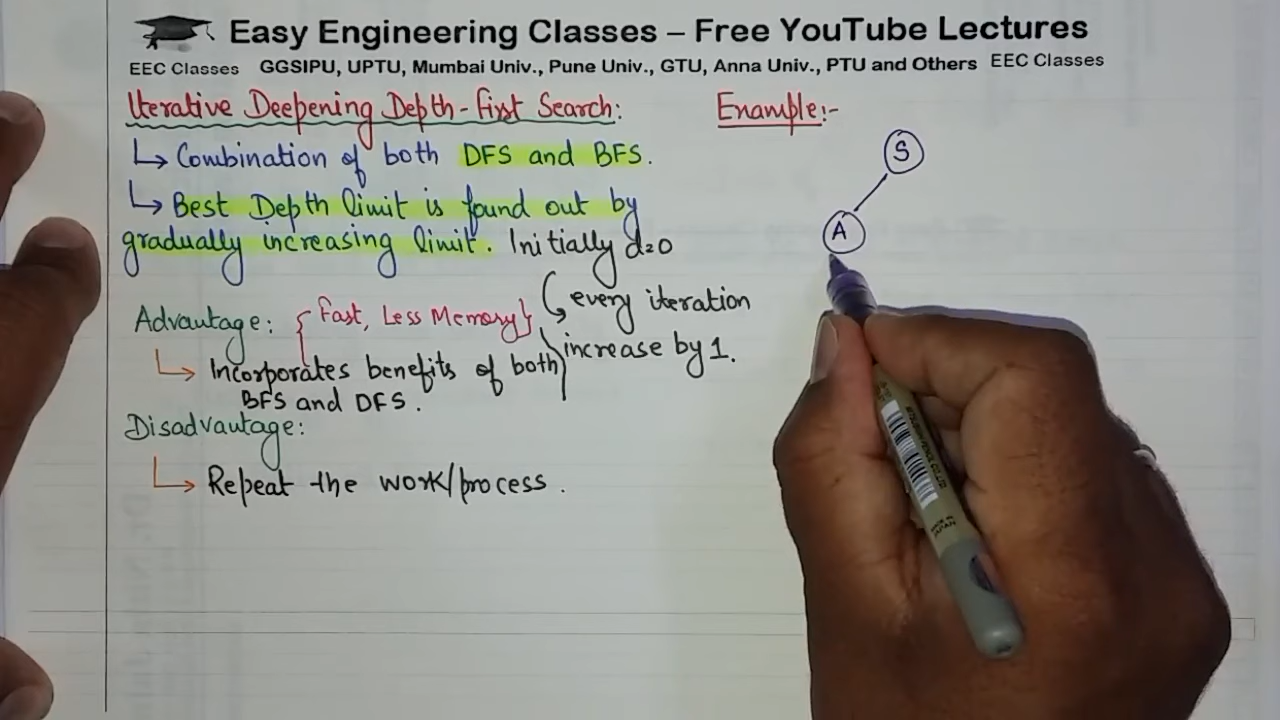 Easy Engineering Classes – Free YouTube Lectures
EEC Classes GGSIPU, UPTU, Mumbai Univ., Pune Univ., GTU, Anna Univ., PTU and Others EEC Classes
Iterative Deepening Depth-First Search:
↳ Combination of both DFS and BFS.
↳ Best Depth limit is found out by
gradually increasing limit. Initially d=0
every iteration
increase by 1.
Advantage: { Fast, Less Memory }
↳ Incorporates benefits of both
BFS and DFS.
Disadvantage:
↳ Repeat the work/process.
Example:-
S
A